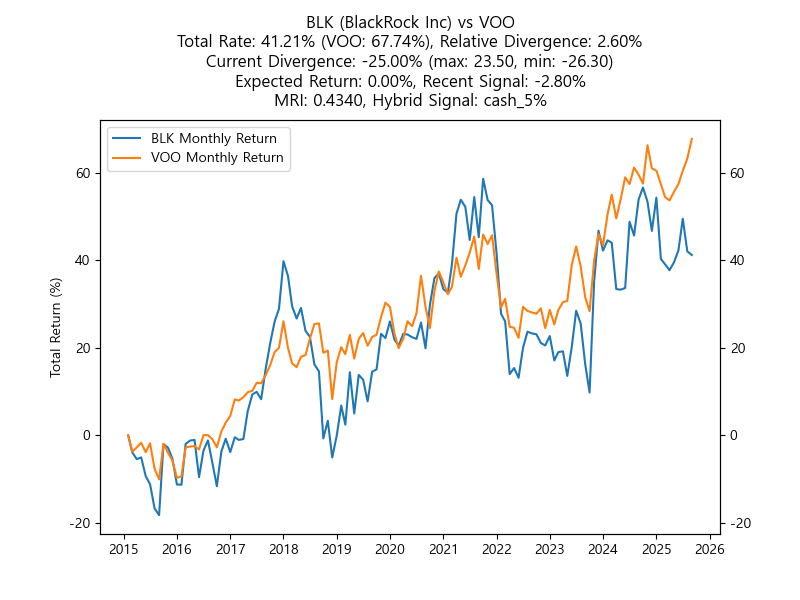 BLK (BlackRock Inc) vs VOO
Total Rate: 41.21% (VOO: 67.74%), Relative Divergence: 2.60%
Current Divergence: -25.00% (max: 23.50, min: -26.30)
Expected Return: 0.00%, Recent Signal: -2.80%
MRI: 0.4340, Hybrid Signal: cash_5%
BLK Monthly Return
VOO Monthly Return
Total Return (%)
60
40
20
0
-20
60
40
20
0
-20
2015 2016 2017 2018 2019 2020 2021 2022 2023 2024 2025 2026